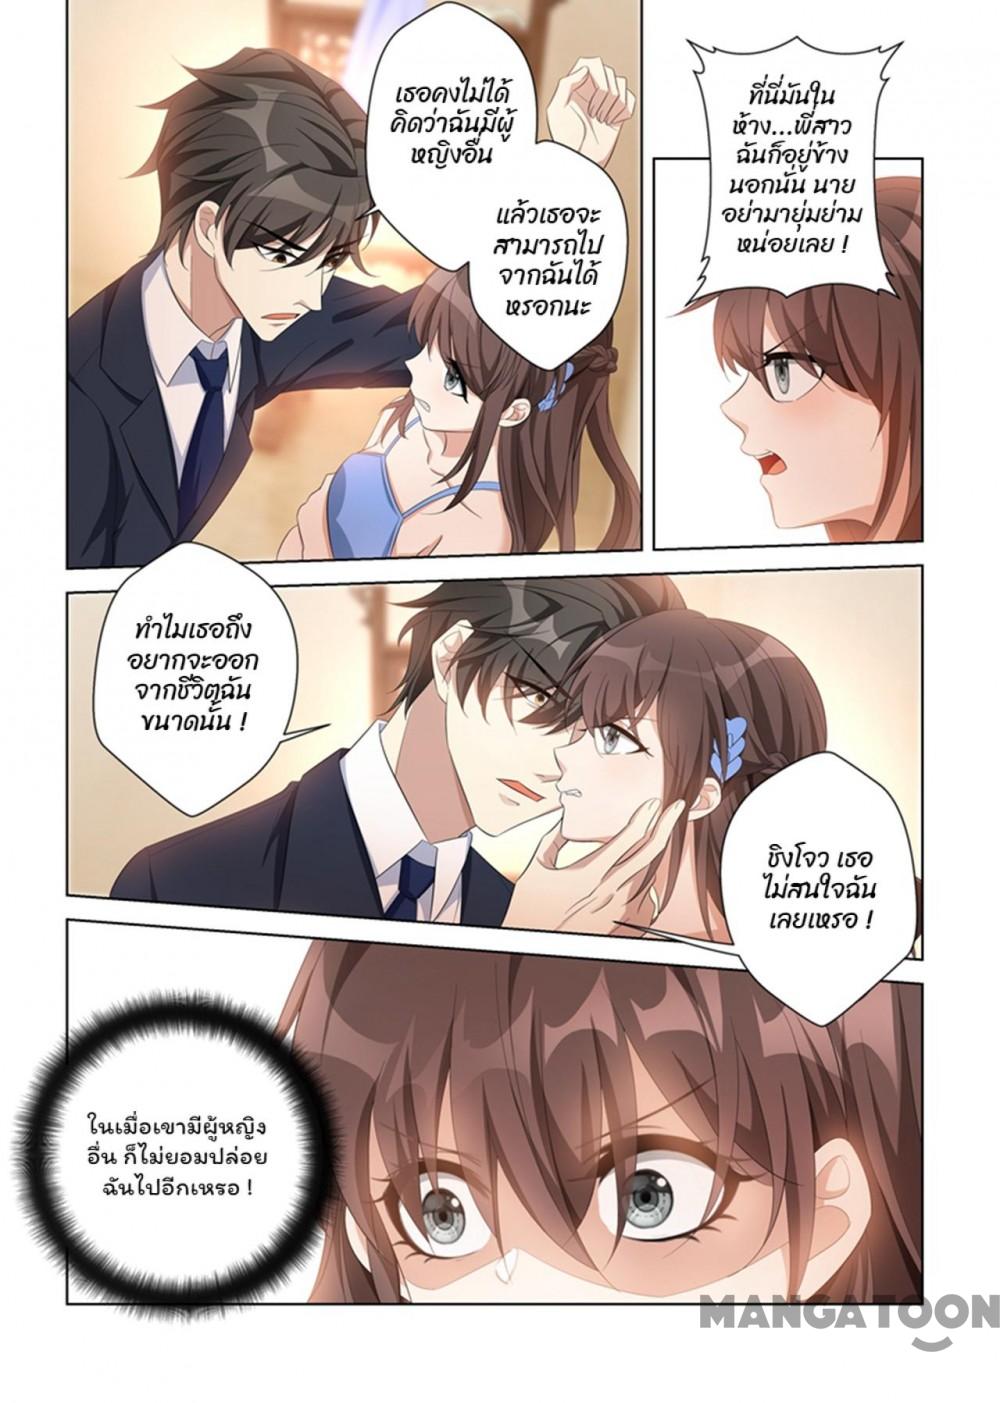 เธอคงไม่ได้
คิดว่าฉันมีผู้
หญิงอื่น
แล้วเธอจะ
สามารถไป
จากฉันได้
หรอกนะ
ที่นี่มันใน
ห้าง...พี่สาว
ฉันก็อยู่ข้าง
นอกนั่น นาย
อย่ามายุ่มย่าม
หน่อยเลย !
ทำไมเธอถึง
อยากจะออก
จากชีวิตฉัน
ขนาดนั้น !
ชิงโจว เธอ
ไม่สนใจฉัน
เลยเหรอ !
ในเมื่อเขามีผู้หญิง
อื่น ก็ไม่ยอมปล่อย
ฉันไปอีกเหรอ !
MANGATOON